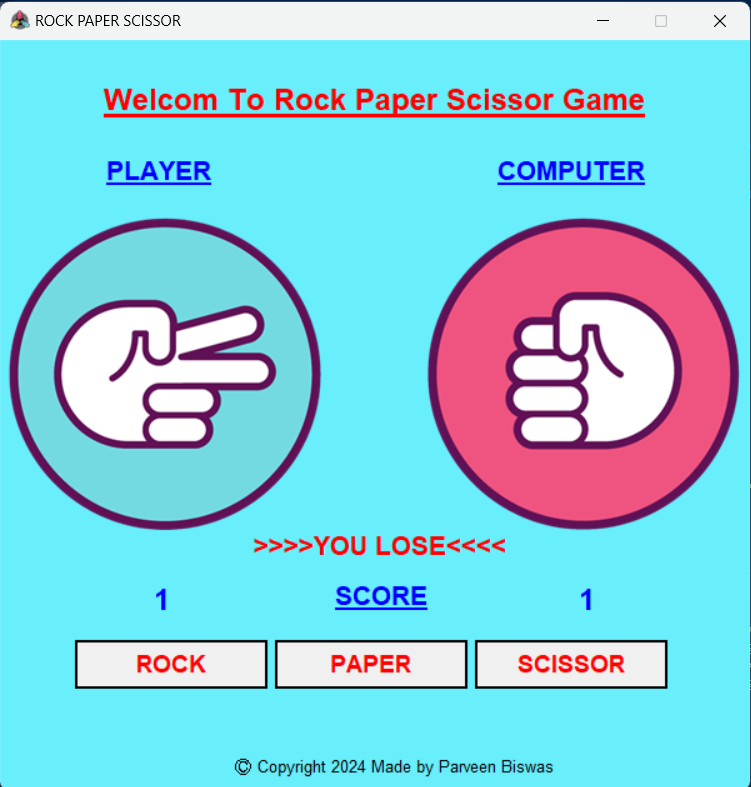 ROCK PAPER SCISSOR
Welcom To Rock Paper Scissor Game
PLAYER COMPUTER
>>>>YOU LOSE<<<<
1 SCORE 1
ROCK PAPER SCISSOR
© Copyright 2024 Made by Parveen Biswas